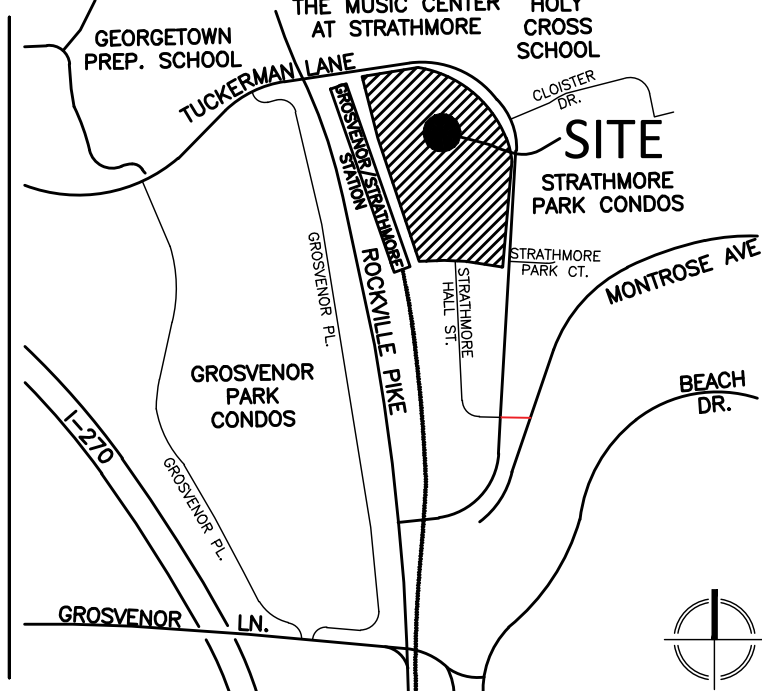 THE MUSIC CENTER
AT STRATHMORE
HOLY
CROSS
SCHOOL
GEORGETOWN
PREP. SCHOOL
TUCKERMAN LANE
CLOISTER
DR.
SITE
GROSVENOR/STRATHMORE
STATION
STRATHMORE
PARK CONDOS
GROSVENOR PL.
ROCKVILLE PIKE
STRATHMORE
HALL ST.
STRATHMORE
PARK CT.
MONTROSE AVE
GROSVENOR
PARK
CONDOS
BEACH
DR.
I-270
GROSVENOR PL.
GROSVENOR LN.